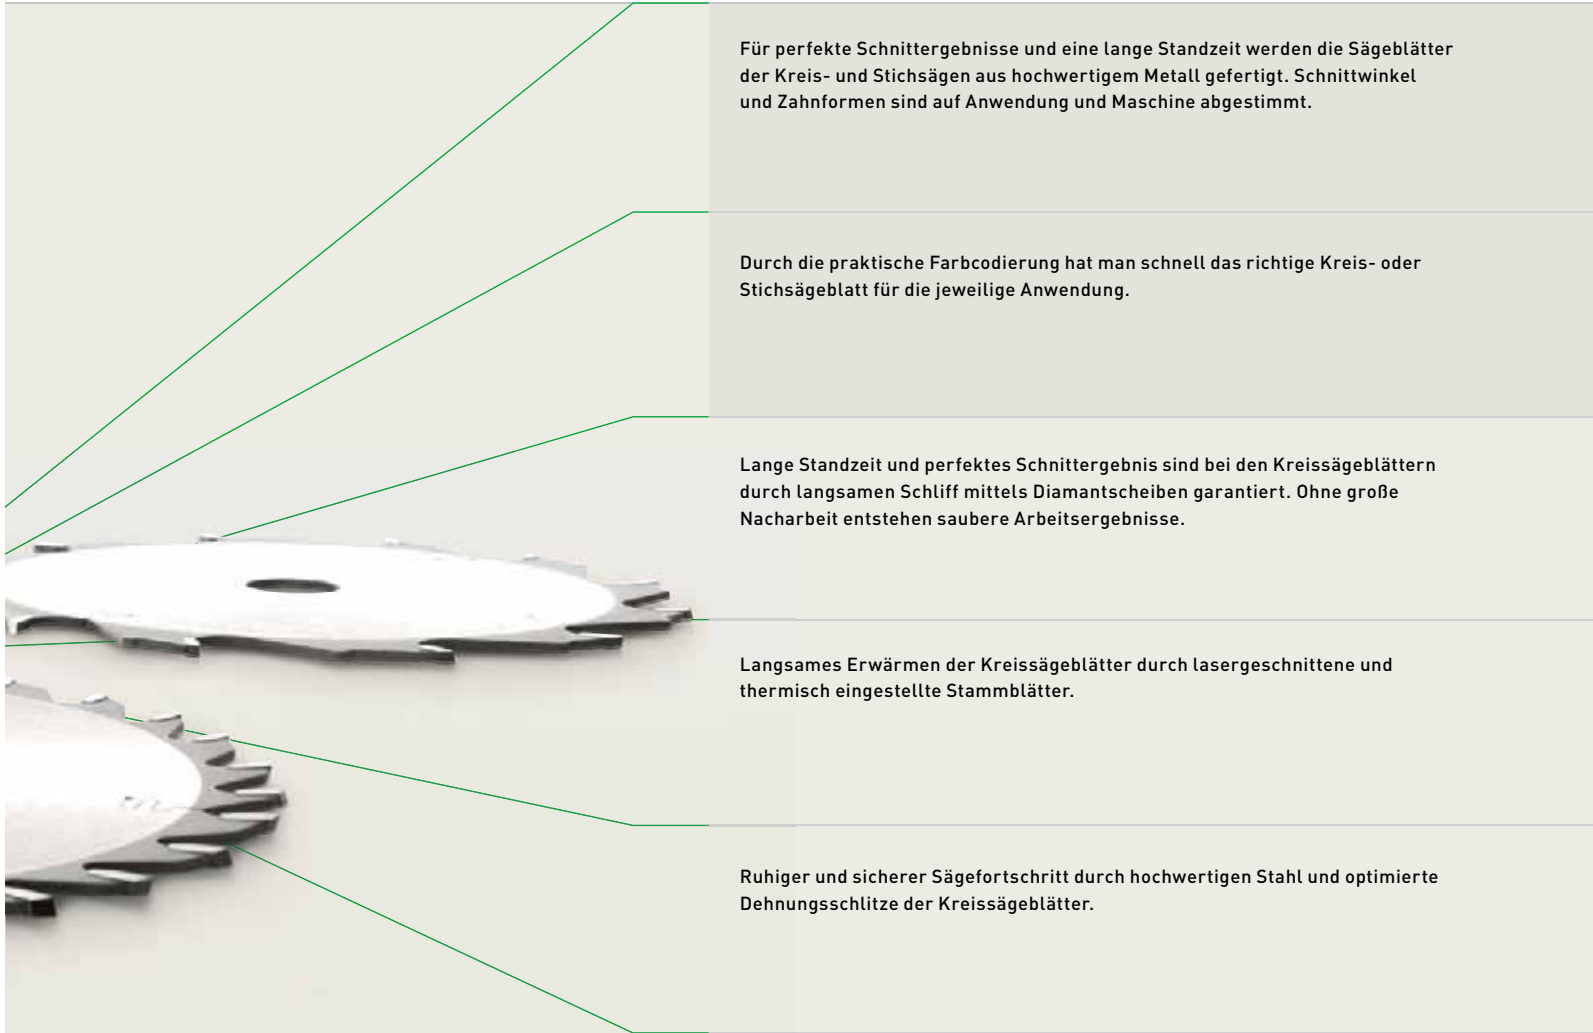 Für perfekte Schnittergebnisse und eine lange Standzeit werden die Sägeblätter
der Kreis- und Stichsägen aus hochwertigem Metall gefertigt. Schnittwinkel
und Zahnformen sind auf Anwendung und Maschine abgestimmt.
Durch die praktische Farbcodierung hat man schnell das richtige Kreis- oder
Stichsägeblatt für die jeweilige Anwendung.
Lange Standzeit und perfektes Schnittergebnis sind bei den Kreissägeblättern
durch langsamen Schliff mittels Diamantscheiben garantiert. Ohne große
Nacharbeit entstehen saubere Arbeitsergebnisse.
Langsames Erwärmen der Kreissägeblätter durch lasergeschnittene und
thermisch eingestellte Stammblätter.
Ruhiger und sicherer Sägefortschritt durch hochwertigen Stahl und optimierte
Dehnungsschlitze der Kreissägeblätter.